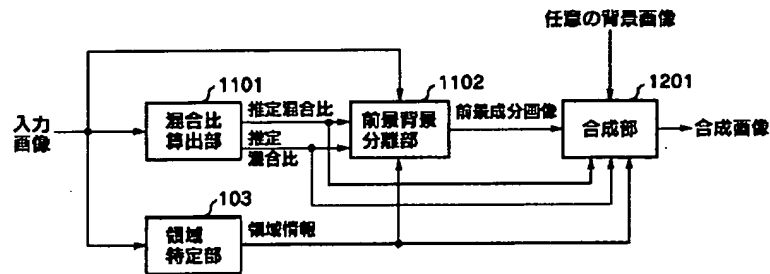 任意の背景画像
1101
1102
1201
入力
画像
混合比
算出部
推定混合比
推定
混合比
前景背景
分離部
前景成分画像
合成部
合成画像
103
領域
特定部
領域情報